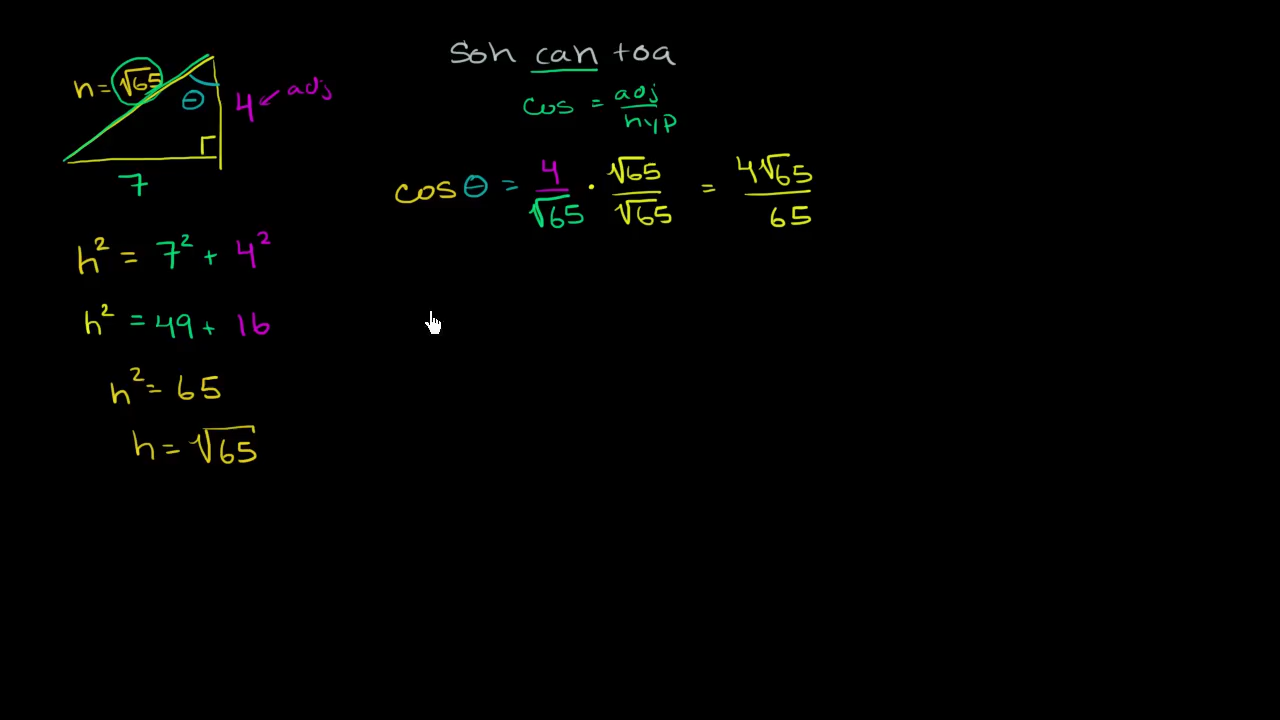 soh cah toa
h = √65
θ
4 ← adj
7
cos = adj/hyp
cos θ = 4/√65 · √65/√65 = 4√65/65
h² = 7² + 4²
h² = 49 + 16
h² = 65
h = √65